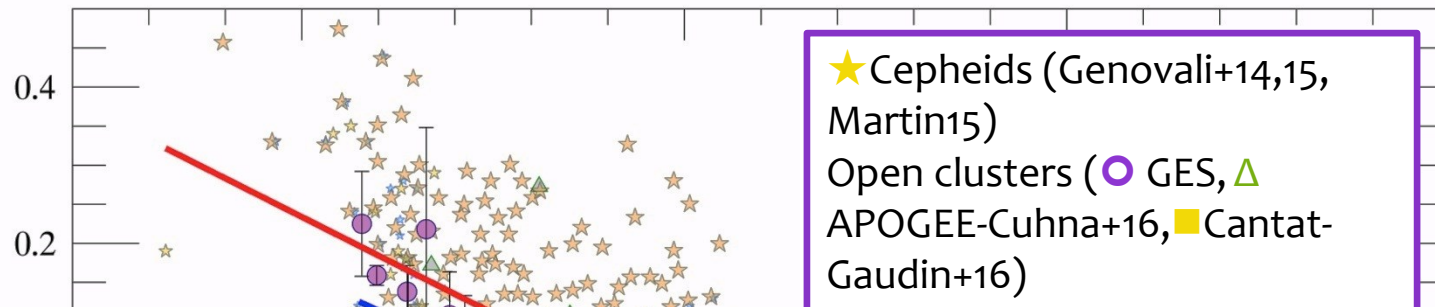 0.4
0.2
★Cepheids (Genovali+14,15,
Martin15)
Open clusters (○ GES, Δ
APOGEE-Cuhna+16,■Cantat-
Gaudin+16)